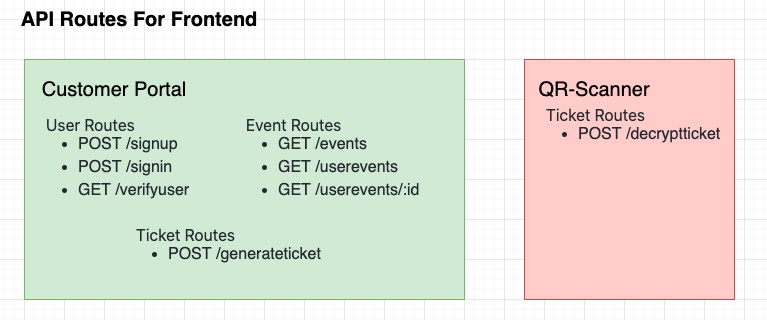 API Routes For Frontend
Customer Portal
User Routes
• POST /signup
• POST /signin
• GET /verifyuser
Event Routes
• GET /events
• GET /userevents
• GET /userevents/:id
Ticket Routes
• POST /generateticket
QR-Scanner
Ticket Routes
• POST /decryptticket